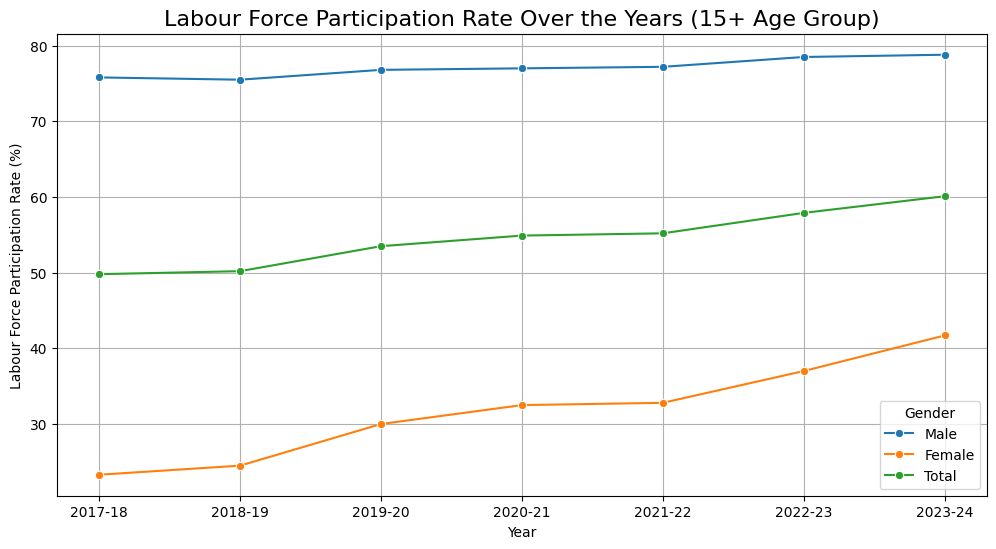 Labour Force Participation Rate Over the Years (15+ Age Group)
Labour Force Participation Rate (%)
80
70
60
50
40
30
Gender
Male
Female
Total
2017-18 2018-19 2019-20 2020-21 2021-22 2022-23 2023-24
Year